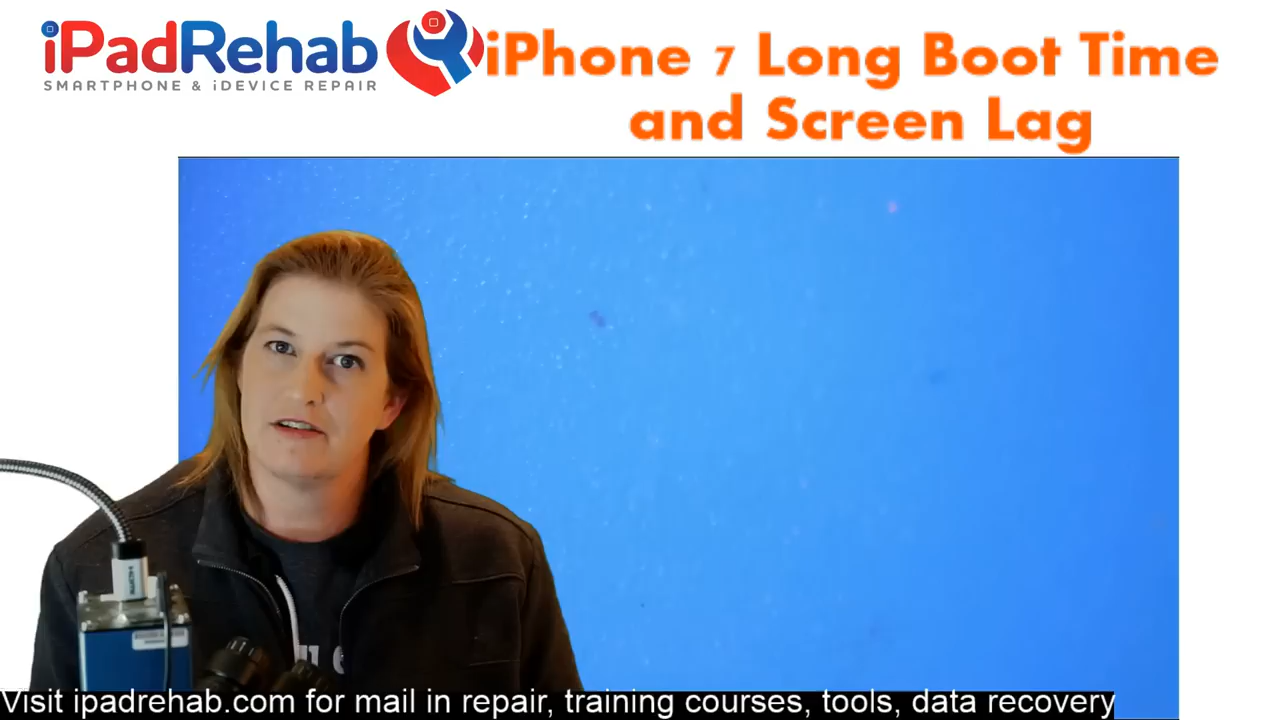 iPadRehab
SMARTPHONE & iDEVICE REPAIR
iPhone 7 Long Boot Time
and Screen Lag
HDMI
Visit ipadrehab.com for mail in repair, training courses, tools, data recovery